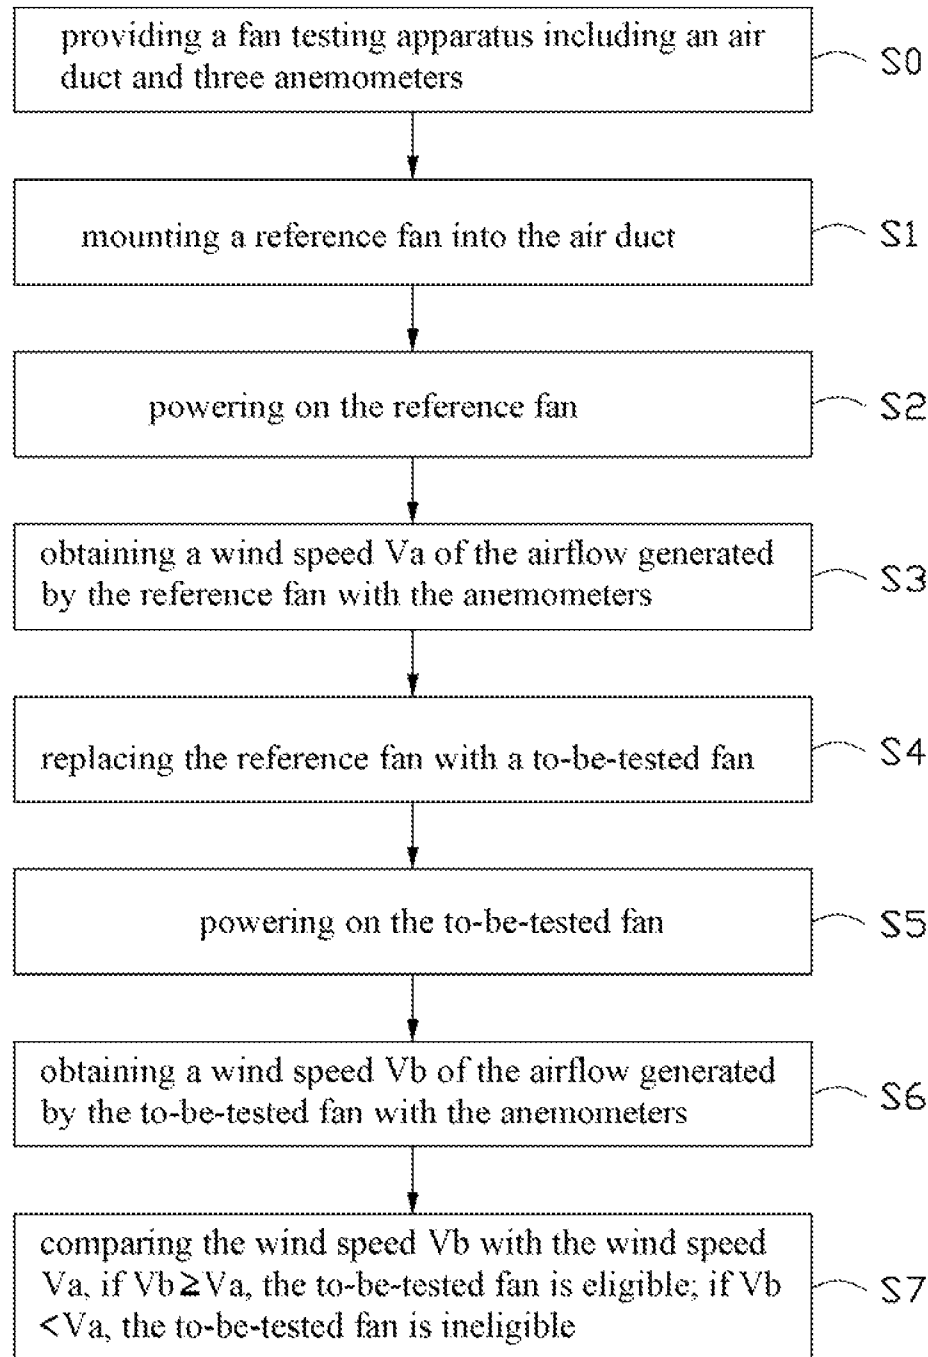 providing a fan testing apparatus including an air
duct and three anemometers
S0
mounting a reference fan into the air duct
S1
powering on the reference fan
S2
obtaining a wind speed Va of the airflow generated
by the reference fan with the anemometers
S3
replacing the reference fan with a to-be-tested fan
S4
powering on the to-be-tested fan
S5
obtaining a wind speed Vb of the airflow generated
by the to-be-tested fan with the anemometers
S6
comparing the wind speed Vb with the wind speed
Va, if Vb≥Va, the to-be-tested fan is eligible; if Vb
<Va, the to-be-tested fan is ineligible
S7